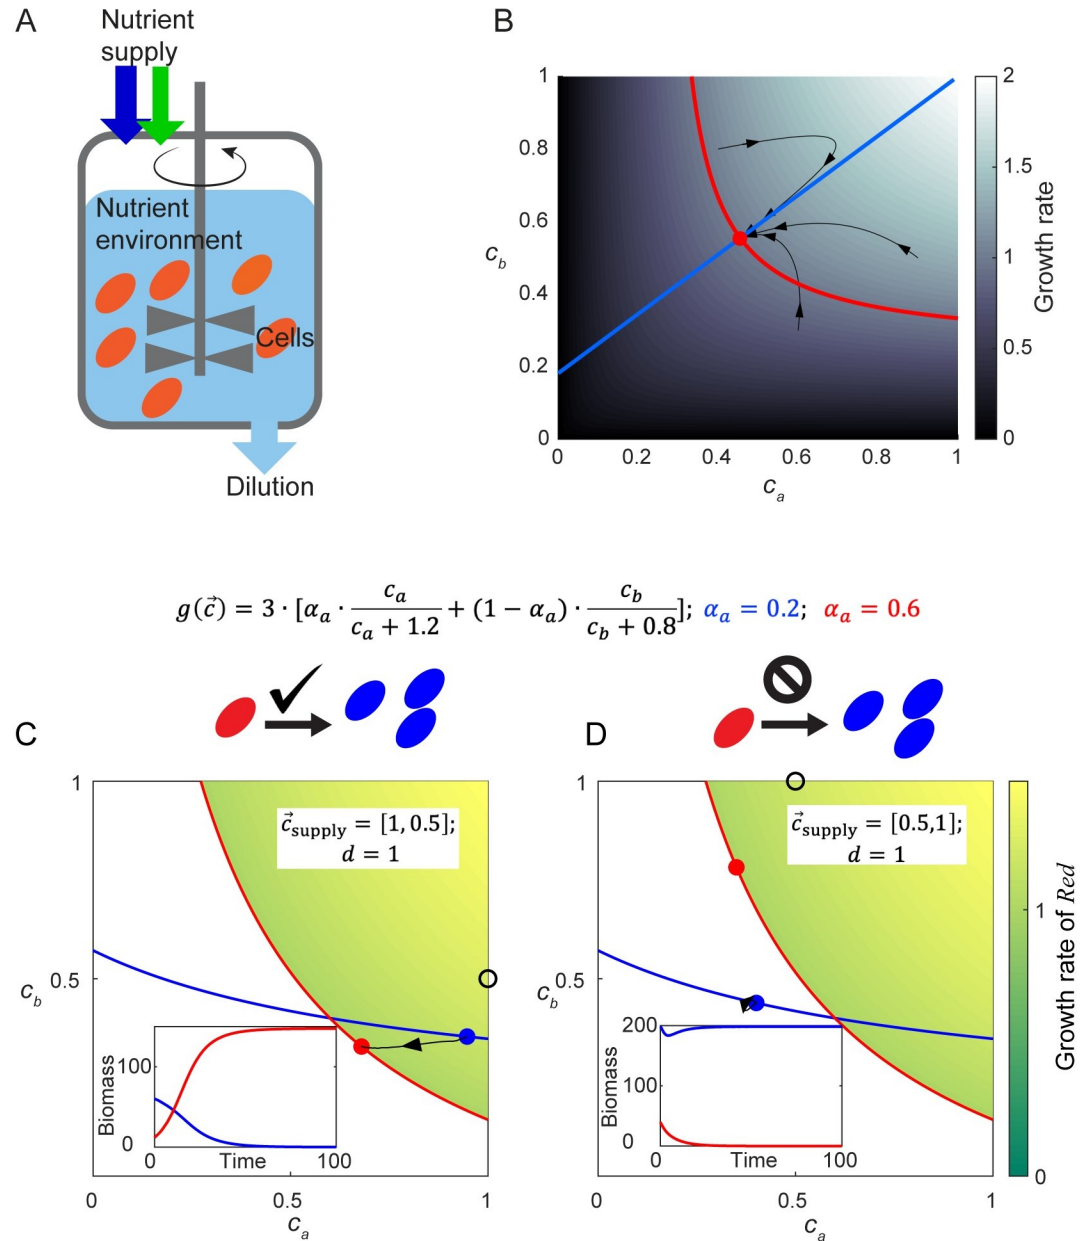 A
Nutrient
supply
Nutrient
environment
Cells
Dilution
B
1
0.8
0.6
0.4
0.2
0
c_b
0
0.2
0.4
0.6
0.8
1
c_a
2
1.5
1
0.5
0
Growth rate
g(c⃗) = 3 · [α_a · c_a/(c_a + 1.2) + (1 − α_a) · c_b/(c_b + 0.8)]; α_a = 0.2; α_a = 0.6
C
1
0.5
c_b
c⃗_supply = [1, 0.5];
d = 1
Biomass
100
0
0
Time
100
0
0.5
1
c_a
D
1
0.5
c_b
c⃗_supply = [0.5,1];
d = 1
Biomass
200
100
0
0
Time
100
0
0.5
1
c_a
1
0
Growth rate of Red